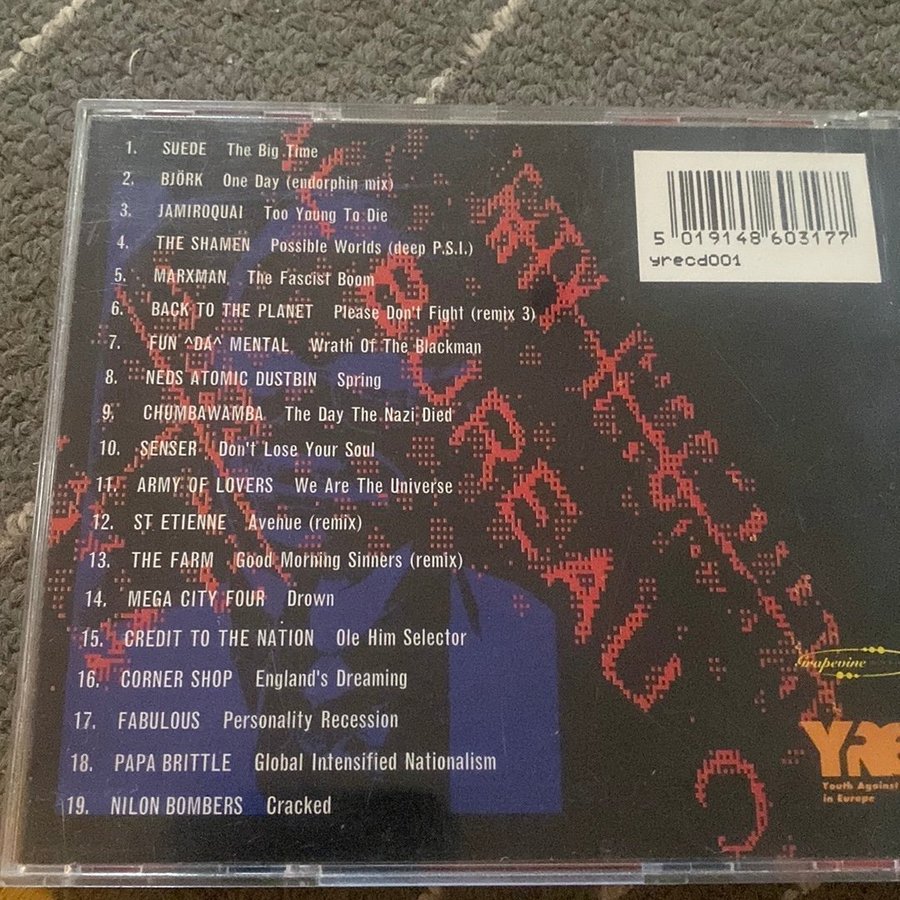 1. SUEDE The Big Time
2. BJÖRK One Day (endorphin mix)
3. JAMIROQUAI Too Young To Die
4. THE SHAMEN Possible Worlds (deep P.S.I.)
5. MARXMAN The Fascist Boom
6. BACK TO THE PLANET Please Don't Fight (remix 3)
7. FUN ^DA^ MENTAL Wrath Of The Blackman
8. NEDS ATOMIC DUSTBIN Spring
9. CHUMBAWAMBA The Day The Nazi Died
10. SENSER Don't Lose Your Soul
11. ARMY OF LOVERS We Are The Universe
12. ST ETIENNE Avenue (remix)
13. THE FARM Good Morning Sinners (remix)
14. MEGA CITY FOUR Drown
15. CREDIT TO THE NATION Ole Him Selector
16. CORNER SHOP England's Dreaming
17. FABULOUS Personality Recession
18. PAPA BRITTLE Global Intensified Nationalism
19. NILON BOMBERS Cracked
5 019148 603177
yrecd001
Grapevine
YRE
Youth Against
in Europe